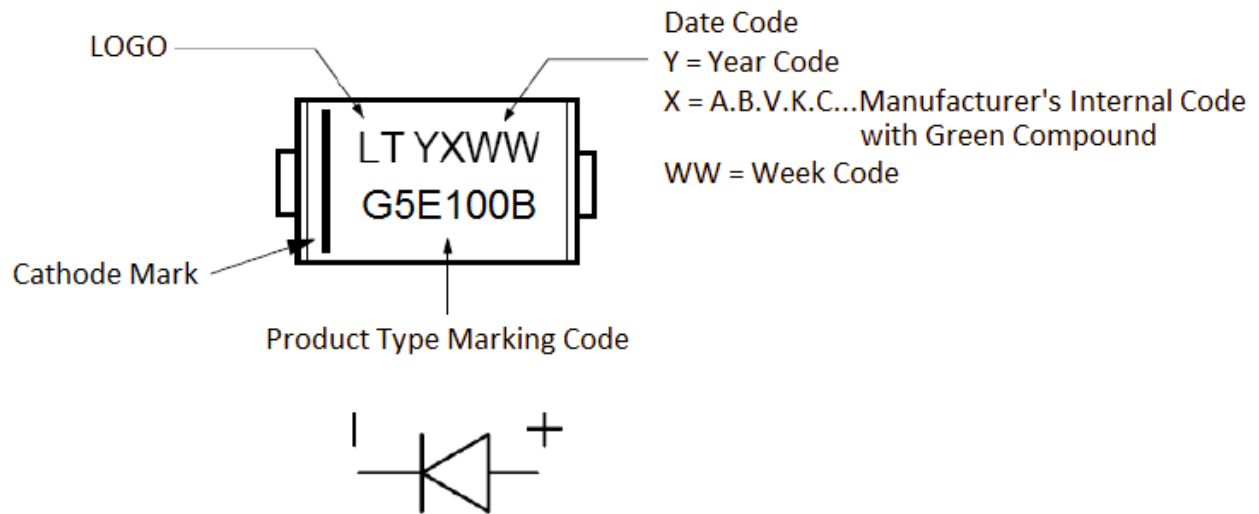 LOGO
Date Code
Y = Year Code
X = A.B.V.K.C...Manufacturer's Internal Code
with Green Compound
WW = Week Code
LT YXWW
G5E100B
Cathode Mark
Product Type Marking Code
− +